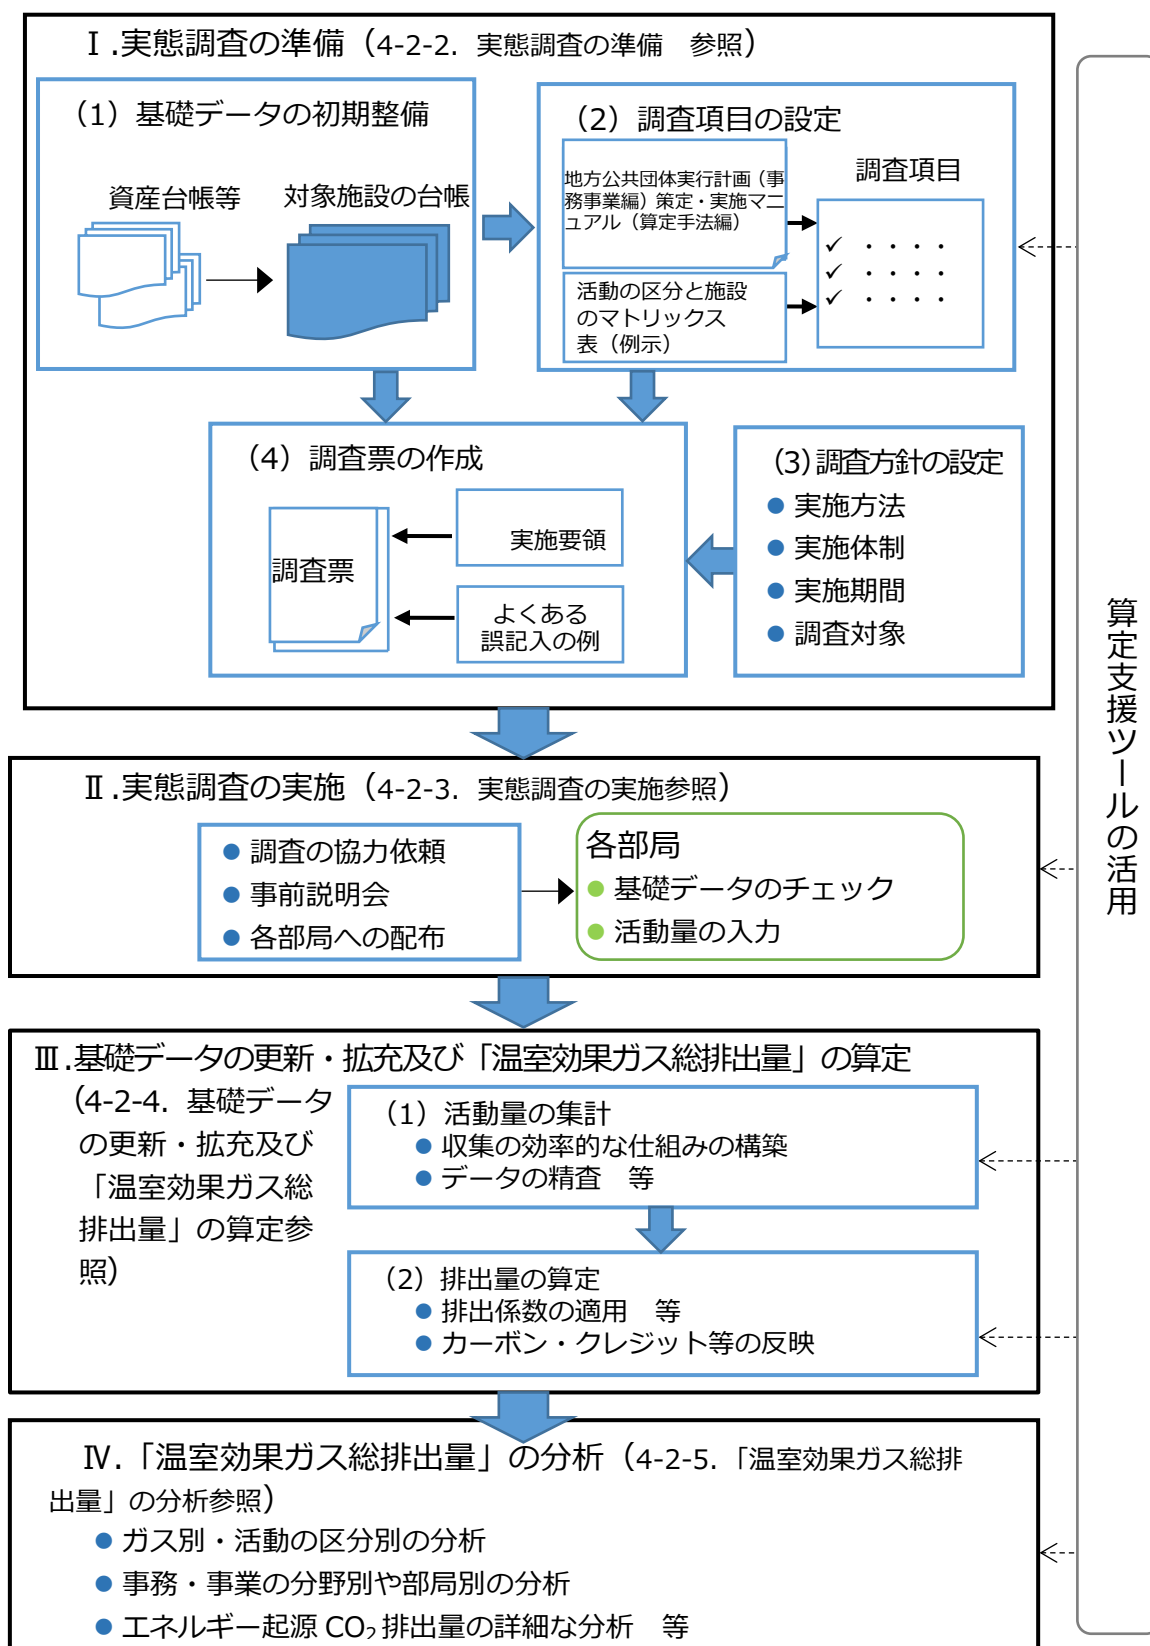 Ⅰ.実態調査の準備（4-2-2. 実態調査の準備　参照）
（1）基礎データの初期整備
資産台帳等
対象施設の台帳
（2）調査項目の設定
地方公共団体実行計画（事
務事業編）策定・実施マニ
ュアル（算定手法編）
活動の区分と施設
のマトリックス
表（例示）
調査項目
✓ ・・・・
✓ ・・・・
✓ ・・・・
（4）調査票の作成
調査票
実施要領
よくある
誤記入の例
（3）調査方針の設定
● 実施方法
● 実施体制
● 実施期間
● 調査対象
Ⅱ.実態調査の実施（4-2-3. 実態調査の実施参照）
● 調査の協力依頼
● 事前説明会
● 各部局への配布
各部局
● 基礎データのチェック
● 活動量の入力
Ⅲ.基礎データの更新・拡充及び「温室効果ガス総排出量」の算定
（4-2-4. 基礎データ
の更新・拡充及び
「温室効果ガス総
排出量」の算定参
照）
（1）活動量の集計
● 収集の効率的な仕組みの構築
● データの精査　等
（2）排出量の算定
● 排出係数の適用　等
● カーボン・クレジット等の反映
Ⅳ.「温室効果ガス総排出量」の分析（4-2-5.「温室効果ガス総排
出量」の分析参照）
● ガス別・活動の区分別の分析
● 事務・事業の分野別や部局別の分析
● エネルギー起源 CO₂ 排出量の詳細な分析　等
算定支援ツールの活用